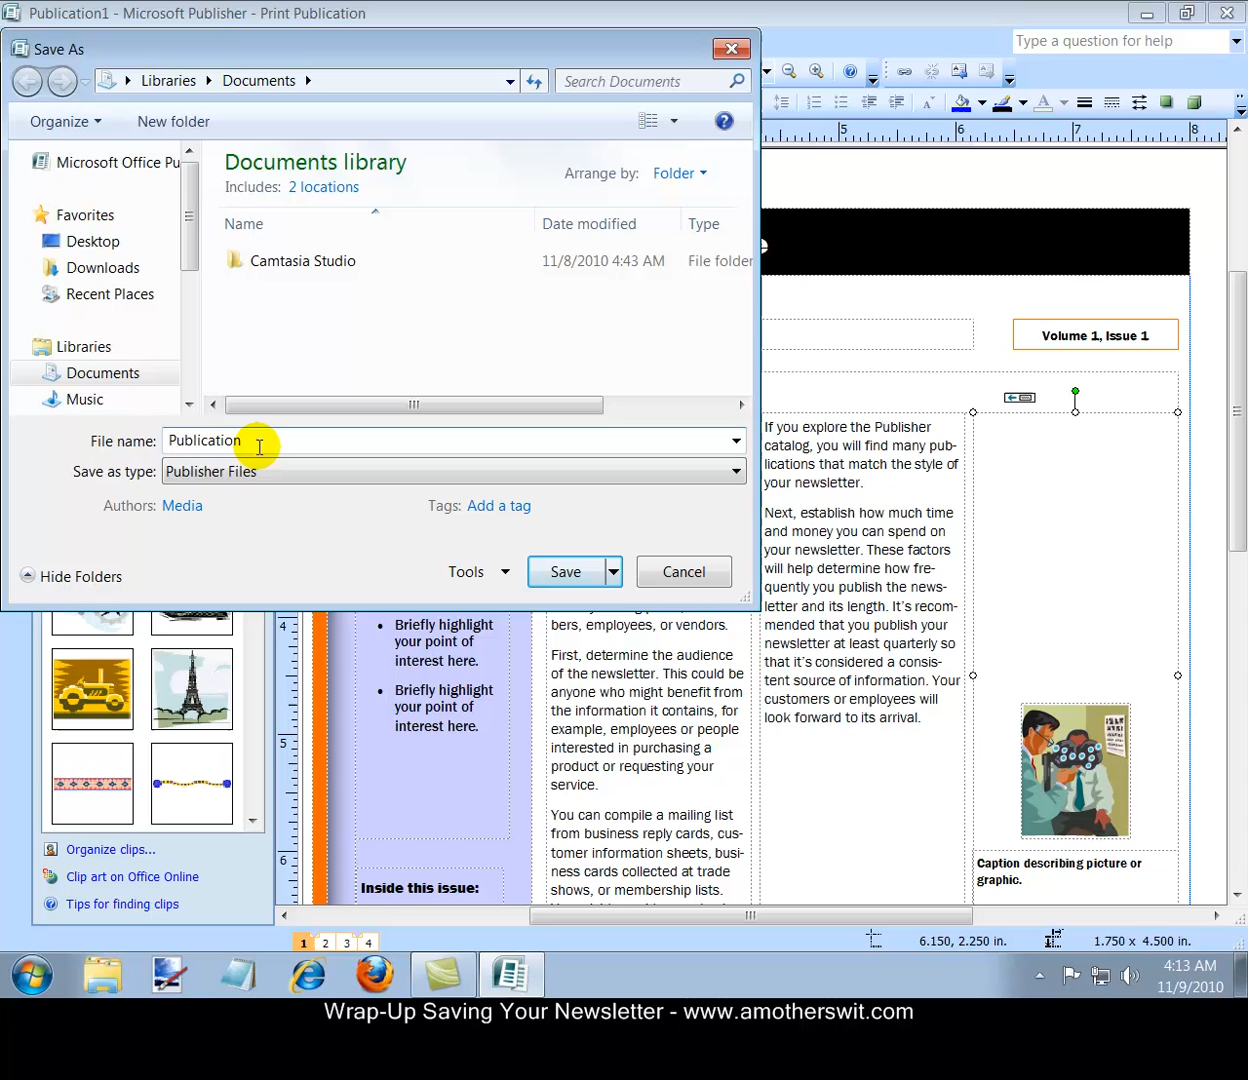 Publication1 - Microsoft Publisher - Print Publication
Type a question for help
Save As
Libraries
Documents
Search Documents
Organize
New folder
Microsoft Office Pu
Favorites
Desktop
Downloads
Recent Places
Libraries
Documents
Music
Documents library
Includes: 2 locations
Arrange by: Folder
Name
Date modified
Type
Camtasia Studio
11/8/2010 4:43 AM
File folder
File name: Publication
Save as type: Publisher Files
Authors: Media
Tags: Add a tag
Hide Folders
Tools
Save
Cancel
5
6
7
8
e
Volume 1, Issue 1
If you explore the Publisher
catalog, you will find many pub-
lications that match the style of
your newsletter.
Next, establish how much time
and money you can spend on
your newsletter. These factors
will help determine how fre-
quently you publish the news-
letter and its length. It's recom-
mended that you publish your
newsletter at least quarterly so
that it's considered a consis-
tent source of information. Your
customers or employees will
look forward to its arrival.
Caption describing picture or
graphic.
4
5
6
• Briefly highlight
your point of
interest here.
• Briefly highlight
your point of
interest here.
Inside this issue:
bers, employees, or vendors.
First, determine the audience
of the newsletter. This could be
anyone who might benefit from
the information it contains, for
example, employees or people
interested in purchasing a
product or requesting your
service.
You can compile a mailing list
from business reply cards, cus-
tomer information sheets, busi-
ness cards collected at trade
shows, or membership lists.
Organize clips...
Clip art on Office Online
Tips for finding clips
1
2
3
4
6.150, 2.250 in.
1.750 x 4.500 in.
4:13 AM
11/9/2010
Wrap-Up Saving Your Newsletter - www.amotherswit.com